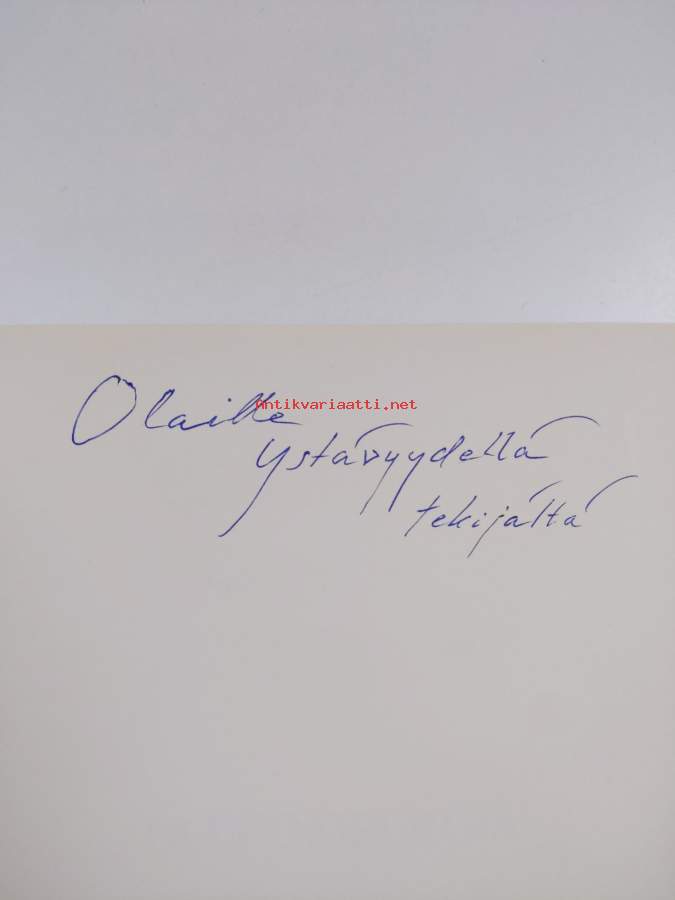 Olaille
antikvariaatti.net
ystävyydellä
tekijältä